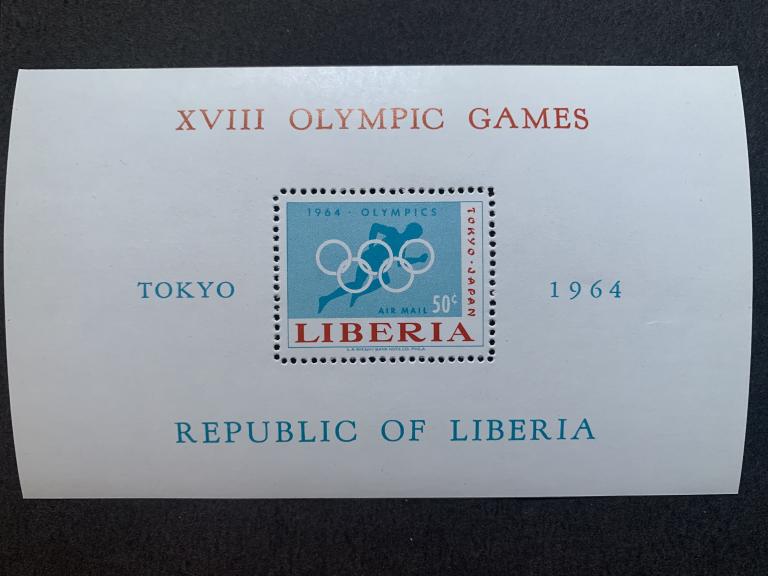 XVIII OLYMPIC GAMES
1964 · OLYMPICS
TOKYO · JAPAN
TOKYO
1964
AIR MAIL 50¢
LIBERIA
REPUBLIC OF LIBERIA